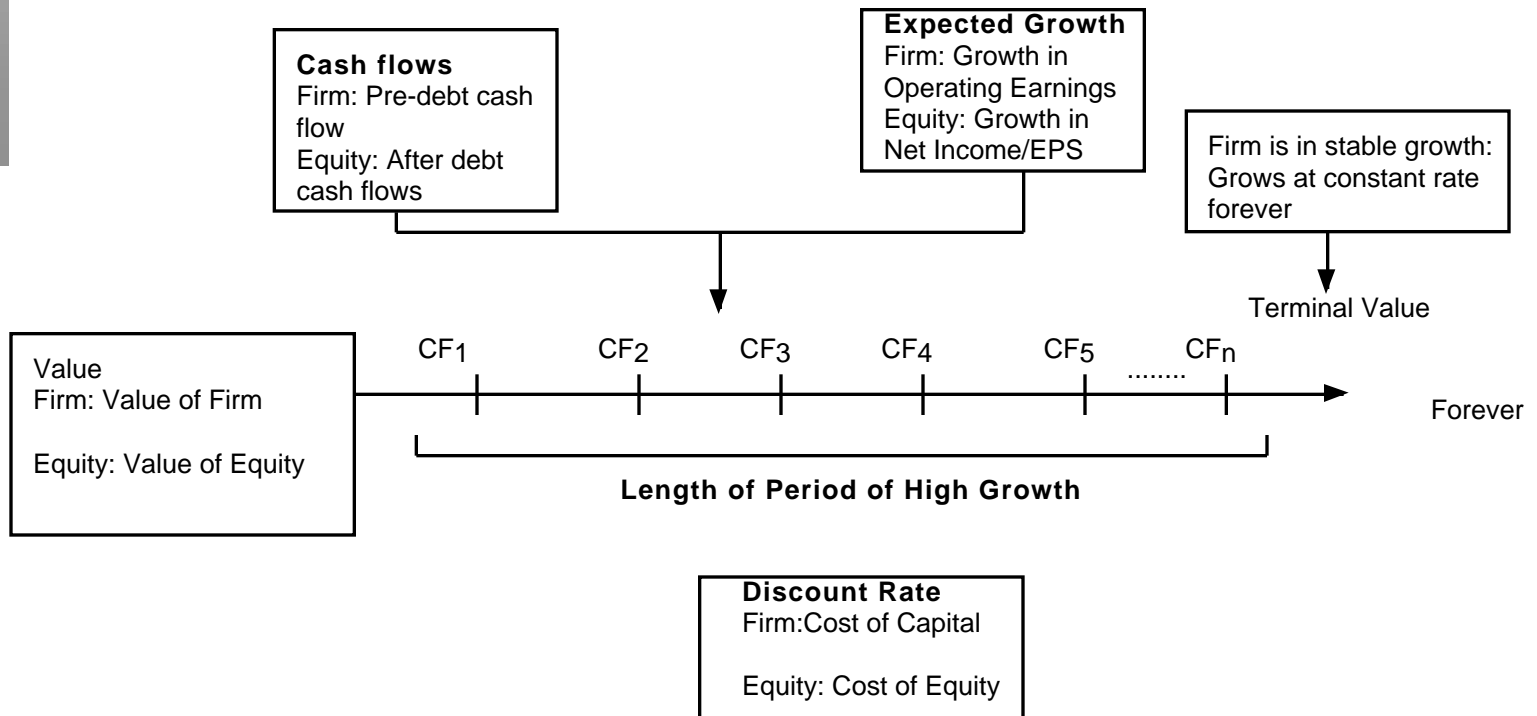 Cash flows
Firm: Pre-debt cash
flow
Equity: After debt
cash flows
Expected Growth
Firm: Growth in
Operating Earnings
Equity: Growth in
Net Income/EPS
Firm is in stable growth:
Grows at constant rate
forever
Terminal Value
Value
Firm: Value of Firm
Equity: Value of Equity
CF1 CF2 CF3 CF4 CF5 ........ CFn
Forever
Length of Period of High Growth
Discount Rate
Firm:Cost of Capital
Equity: Cost of Equity